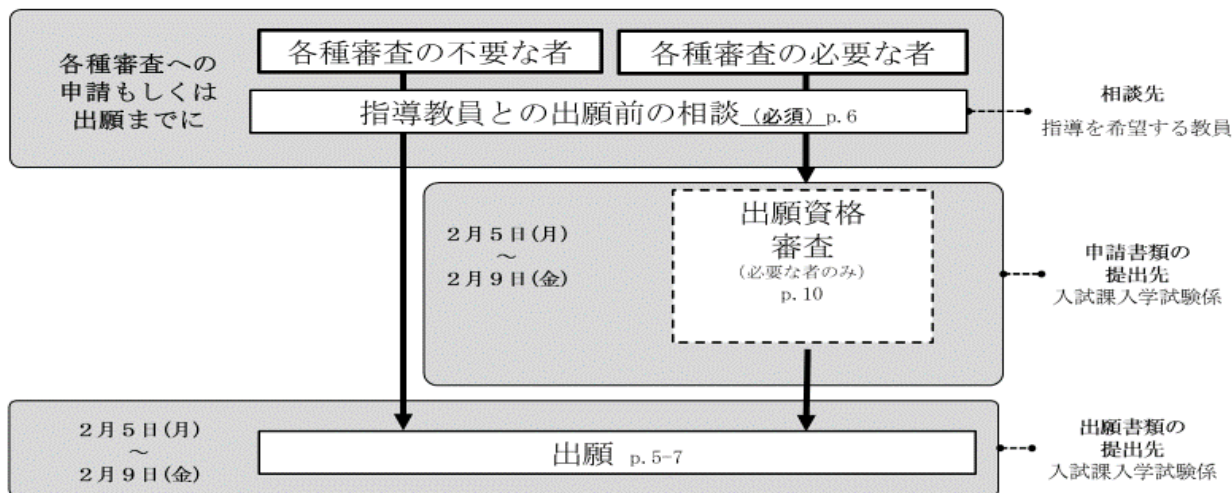 各種審査への
申請もしくは
出願までに
各種審査の不要な者
各種審査の必要な者
指導教員との出願前の相談（必須）p.6
相談先
指導を希望する教員
2月5日(月)
～
2月9日(金)
出願資格
審査
(必要な者のみ)
p.10
申請書類の
提出先
入試課入学試験係
2月5日(月)
～
2月9日(金)
出願 p.5-7
出願書類の
提出先
入試課入学試験係